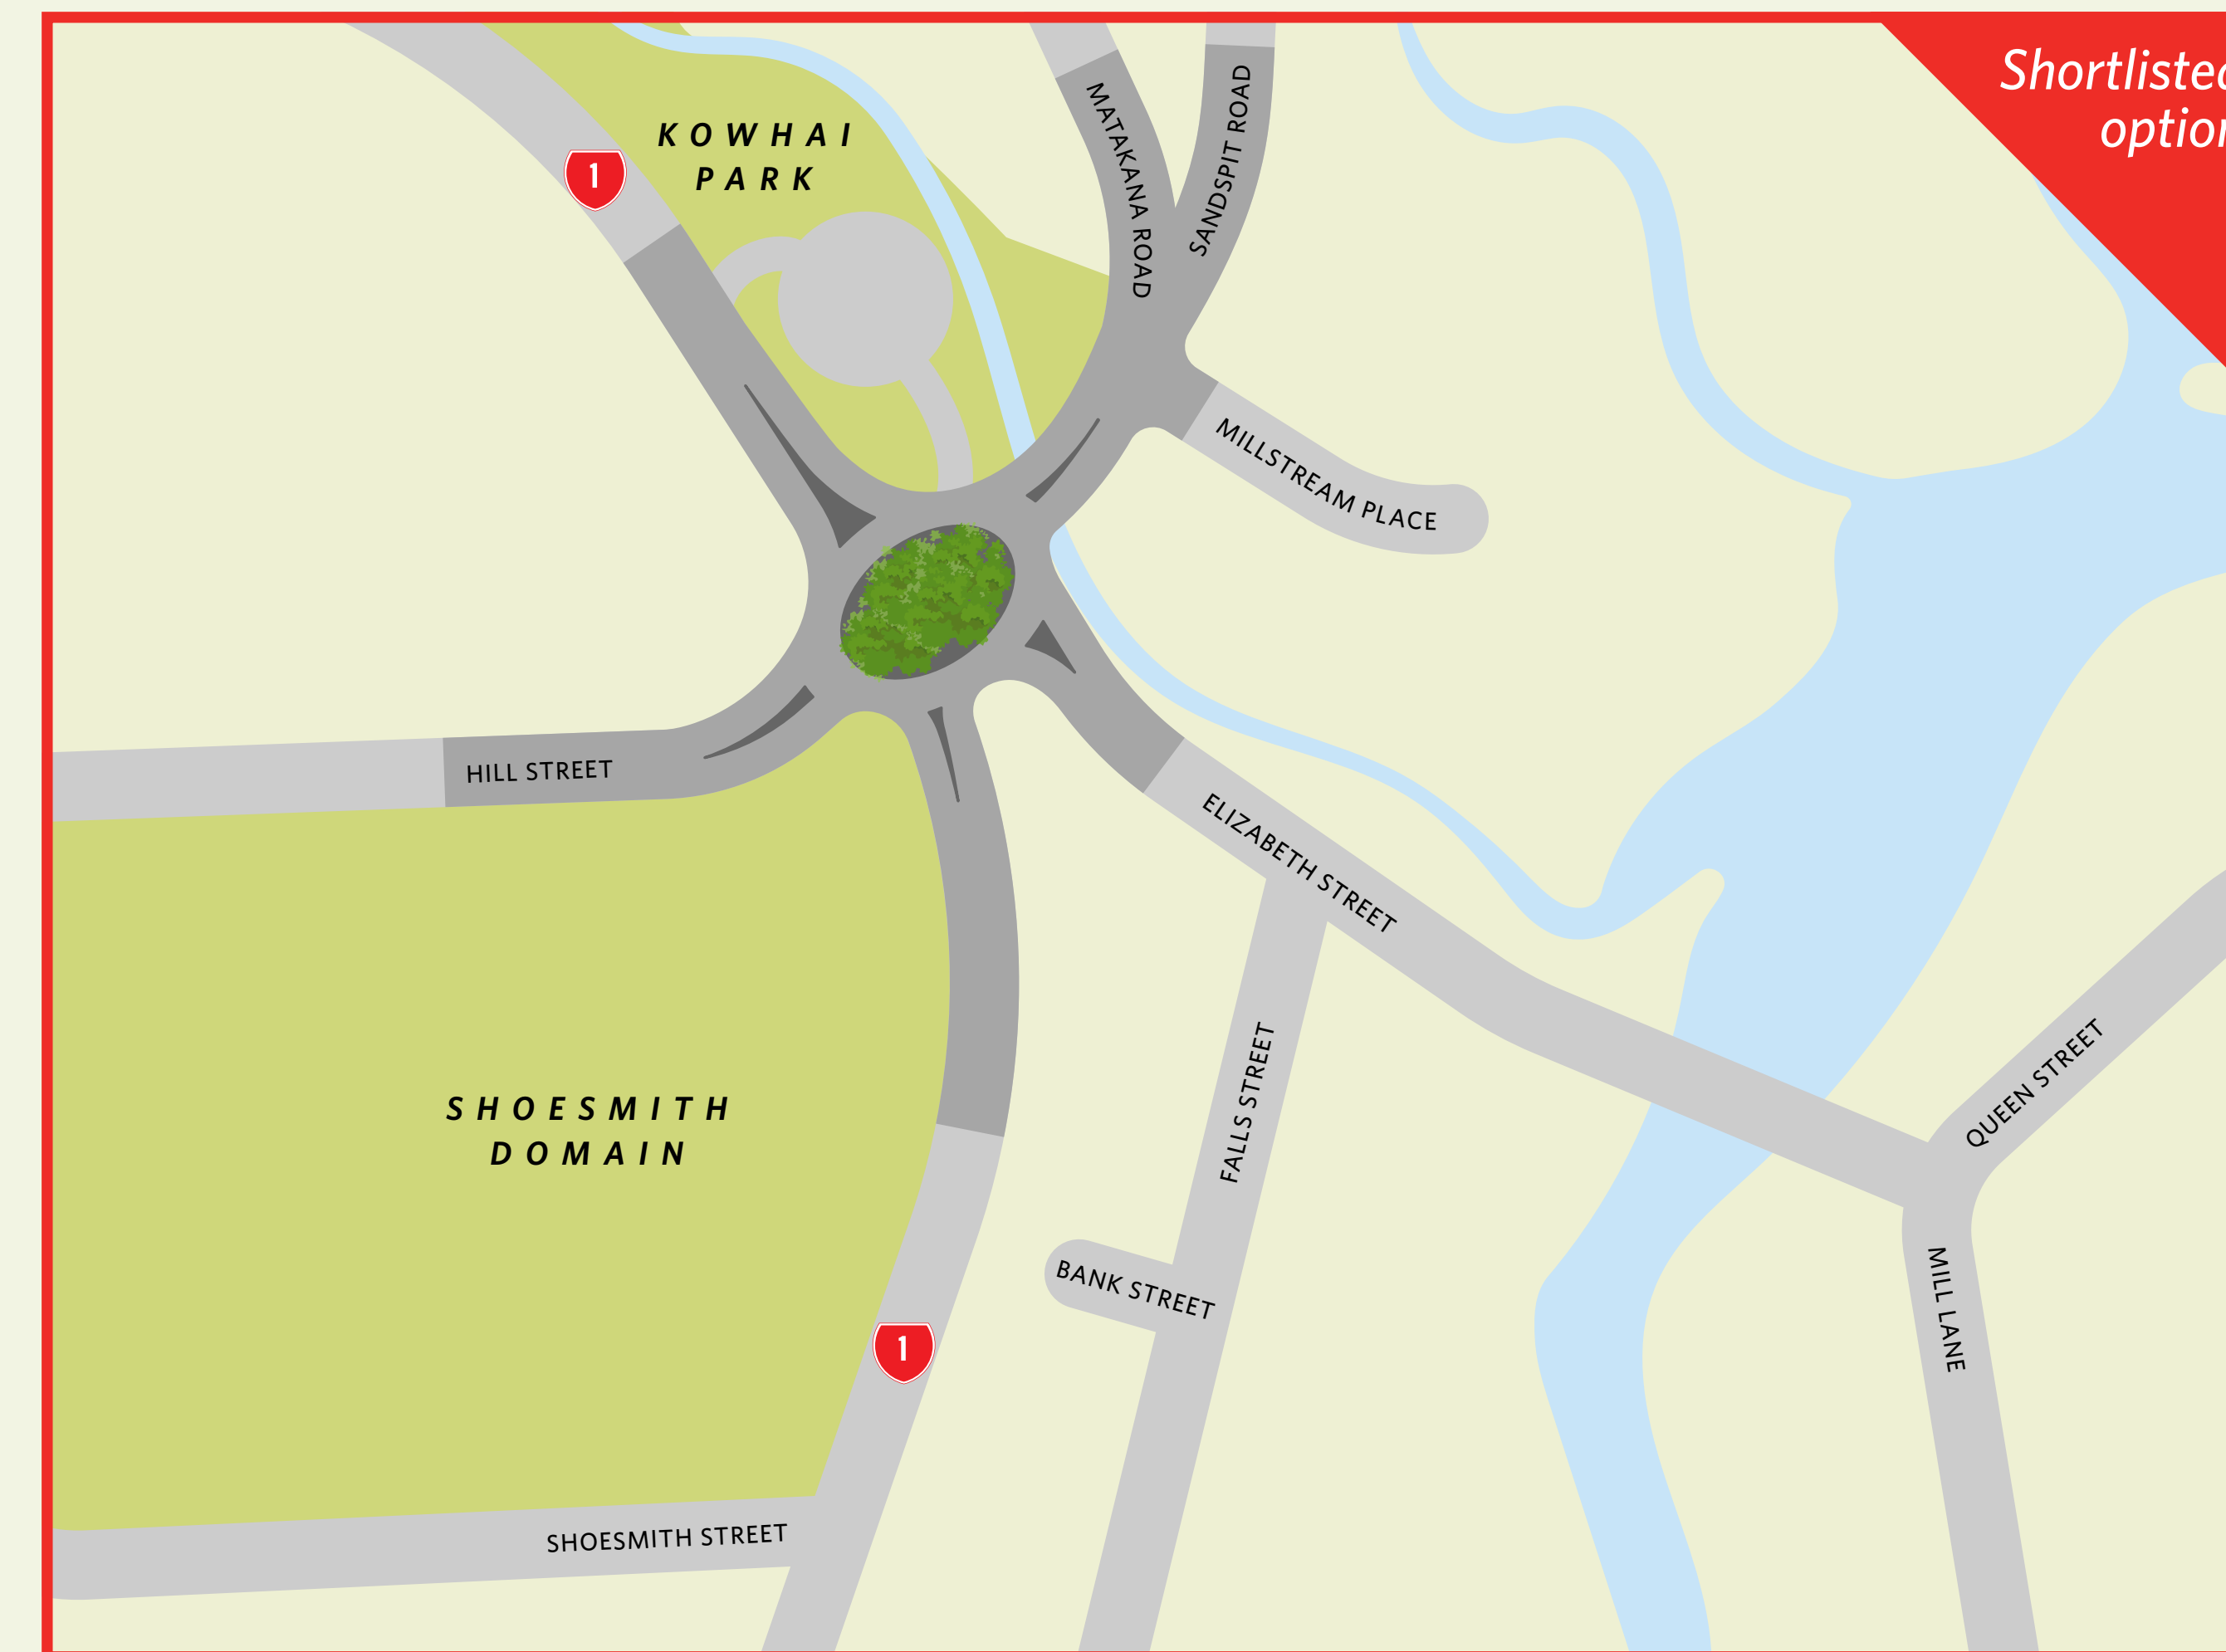 Shortlisted
option
KOWHAI
PARK
1
MATAKANA ROAD
SANDSPIT ROAD
MILLSTREAM PLACE
HILL STREET
ELIZABETH STREET
SHOESMITH
DOMAIN
FALLS STREET
QUEEN STREET
BANK STREET
MILL LANE
1
SHOESMITH STREET